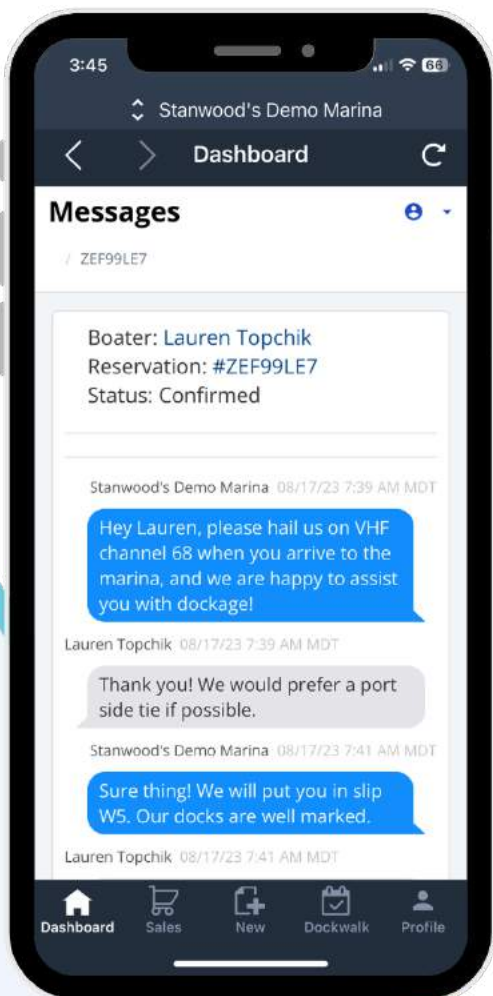 3:45
66
Stanwood's Demo Marina
Dashboard
Messages
/ ZEF99LE7
Boater: Lauren Topchik
Reservation: #ZEF99LE7
Status: Confirmed
Stanwood's Demo Marina 08/17/23 7:39 AM MDT
Hey Lauren, please hail us on VHF
channel 68 when you arrive to the
marina, and we are happy to assist
you with dockage!
Lauren Topchik 08/17/23 7:39 AM MDT
Thank you! We would prefer a port
side tie if possible.
Stanwood's Demo Marina 08/17/23 7:41 AM MDT
Sure thing! We will put you in slip
W5. Our docks are well marked.
Lauren Topchik 08/17/23 7:41 AM MDT
Dashboard Sales New Dockwalk Profile